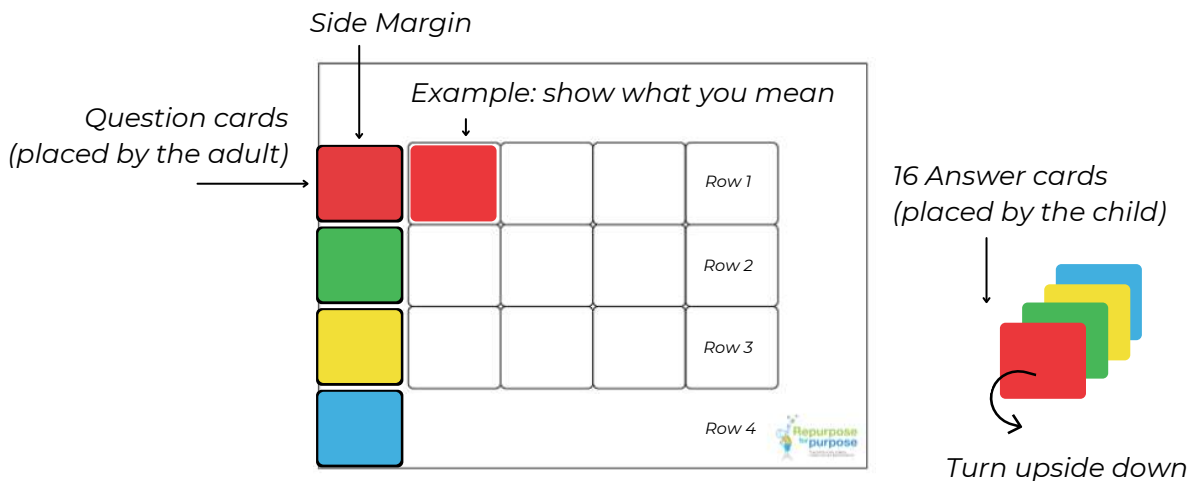 Side Margin
Example: show what you mean
Question cards
(placed by the adult)
Row 1
16 Answer cards
(placed by the child)
Row 2
Row 3
Row 4
Repurpose
for purpose
Turn upside down